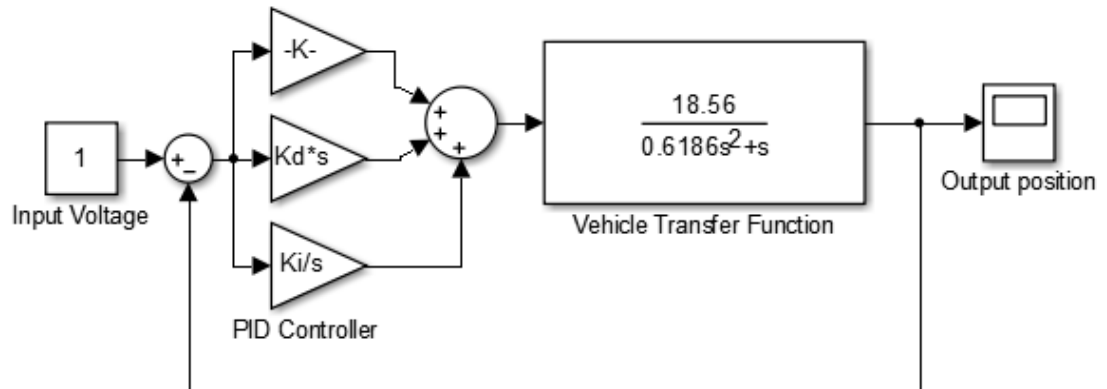 -K-
Kd*s
Ki/s
PID Controller
1
Input Voltage
+
−
+
+
+
18.56
0.6186s²+s
Vehicle Transfer Function
Output position